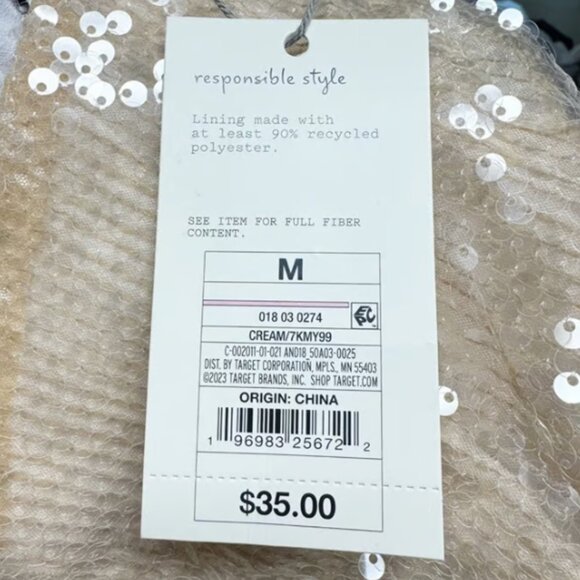 responsible style
Lining made with
at least 90% recycled
polyester.
SEE ITEM FOR FULL FIBER
CONTENT.
M
018 03 0274
CREAM/7KMY99
C-002011-01-021 AND18 50A03-0025
DIST. BY TARGET CORPORATION, MPLS., MN 55403
©2023 TARGET BRANDS, INC. SHOP TARGET.COM
ORIGIN: CHINA
1 96983 25672 2
$35.00